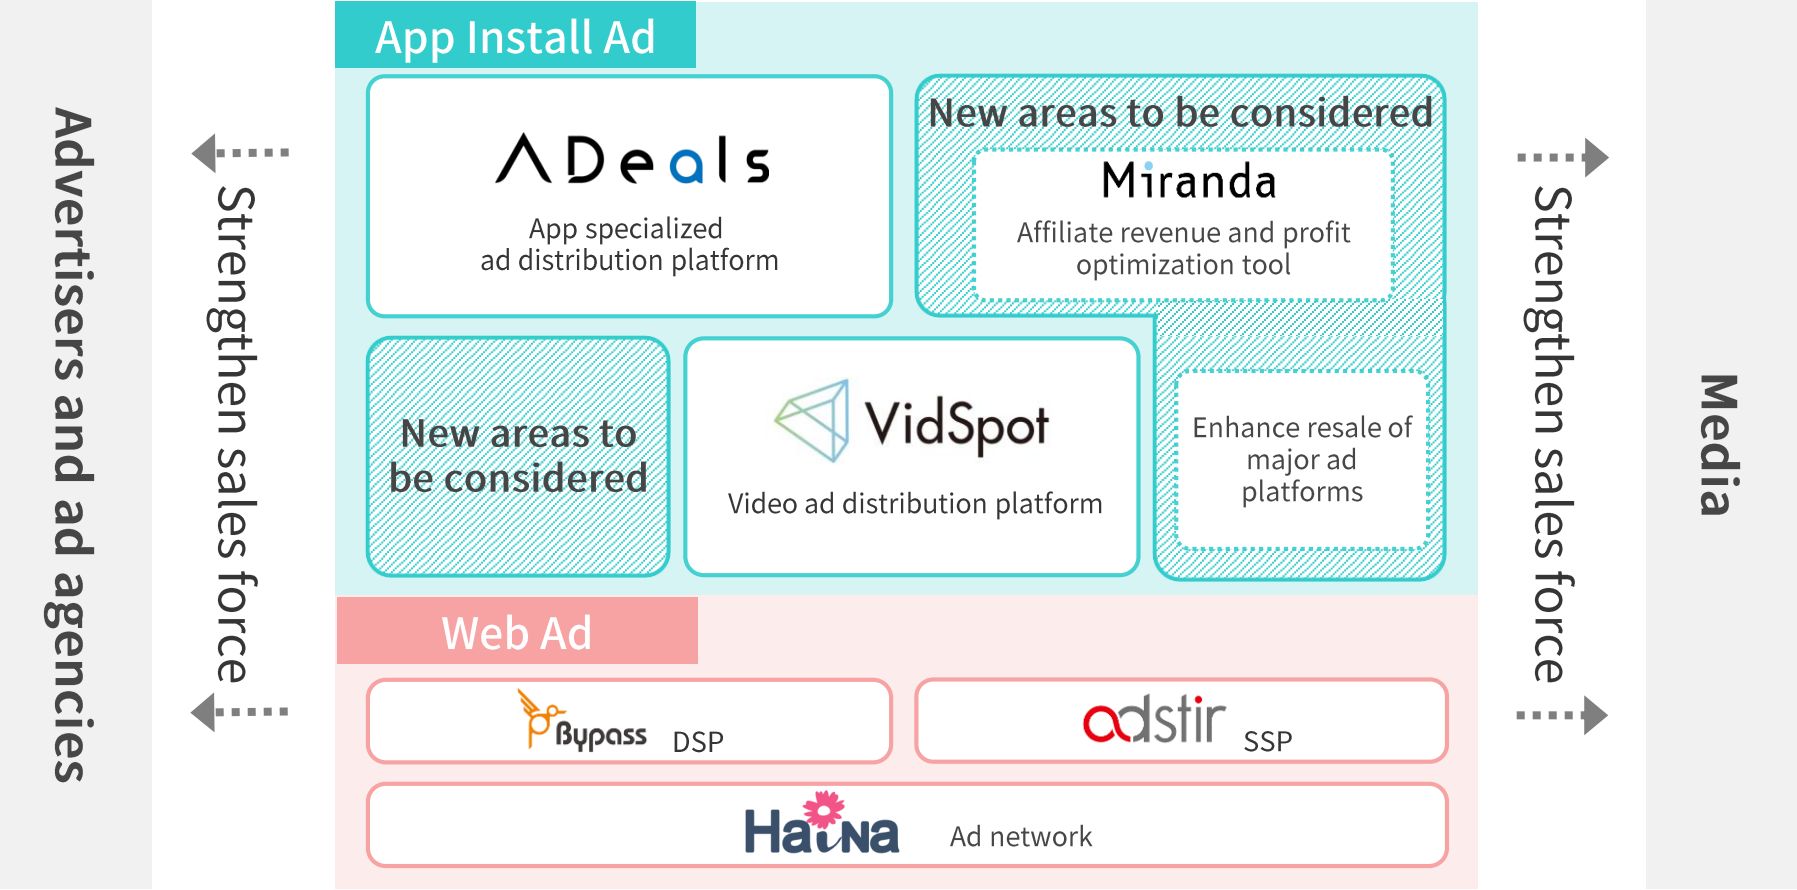 Advertisers and ad agencies
Strengthen sales force
App Install Ad
ADeals
App specialized
ad distribution platform
New areas to be considered
Miranda
Affiliate revenue and profit
optimization tool
New areas to
be considered
VidSpot
Video ad distribution platform
Enhance resale of
major ad
platforms
Web Ad
Bypass DSP
adstir SSP
HaiNa Ad network
Strengthen sales force
Media